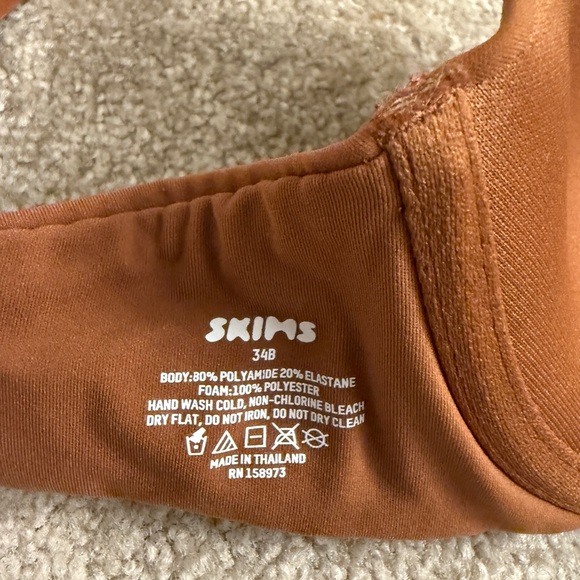 SKIMS
34B
BODY:80% POLYAMIDE 20% ELASTANE
FOAM:100% POLYESTER
HAND WASH COLD, NON-CHLORINE BLEACH
DRY FLAT, DO NOT IRON, DO NOT DRY CLEAN
MADE IN THAILAND
RN 158973